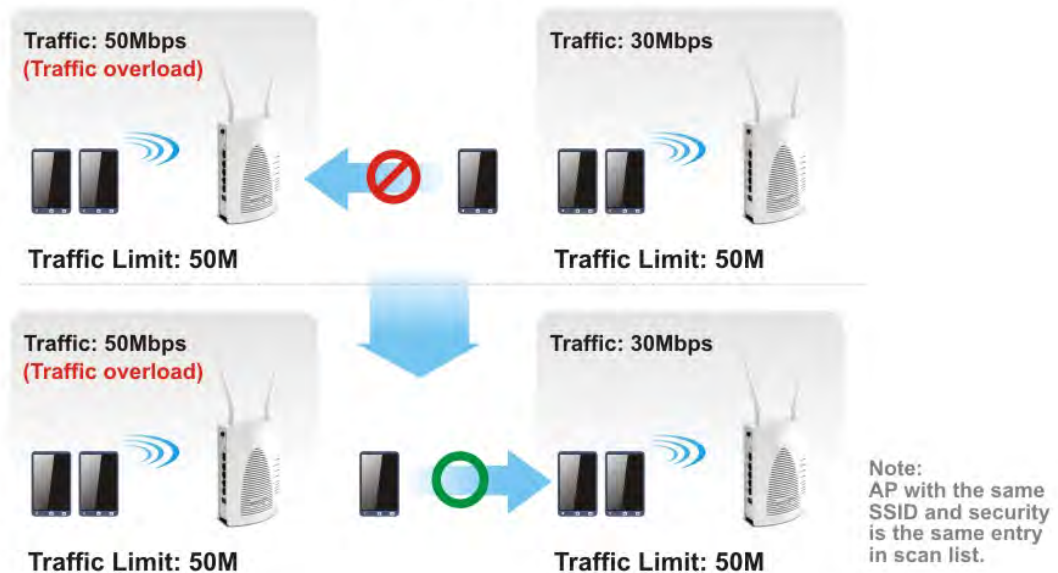 Traffic: 50Mbps
(Traffic overload)
Traffic: 30Mbps
Traffic Limit: 50M
Traffic Limit: 50M
Traffic: 50Mbps
(Traffic overload)
Traffic: 30Mbps
Traffic Limit: 50M
Traffic Limit: 50M
Note:
AP with the same
SSID and security
is the same entry
in scan list.